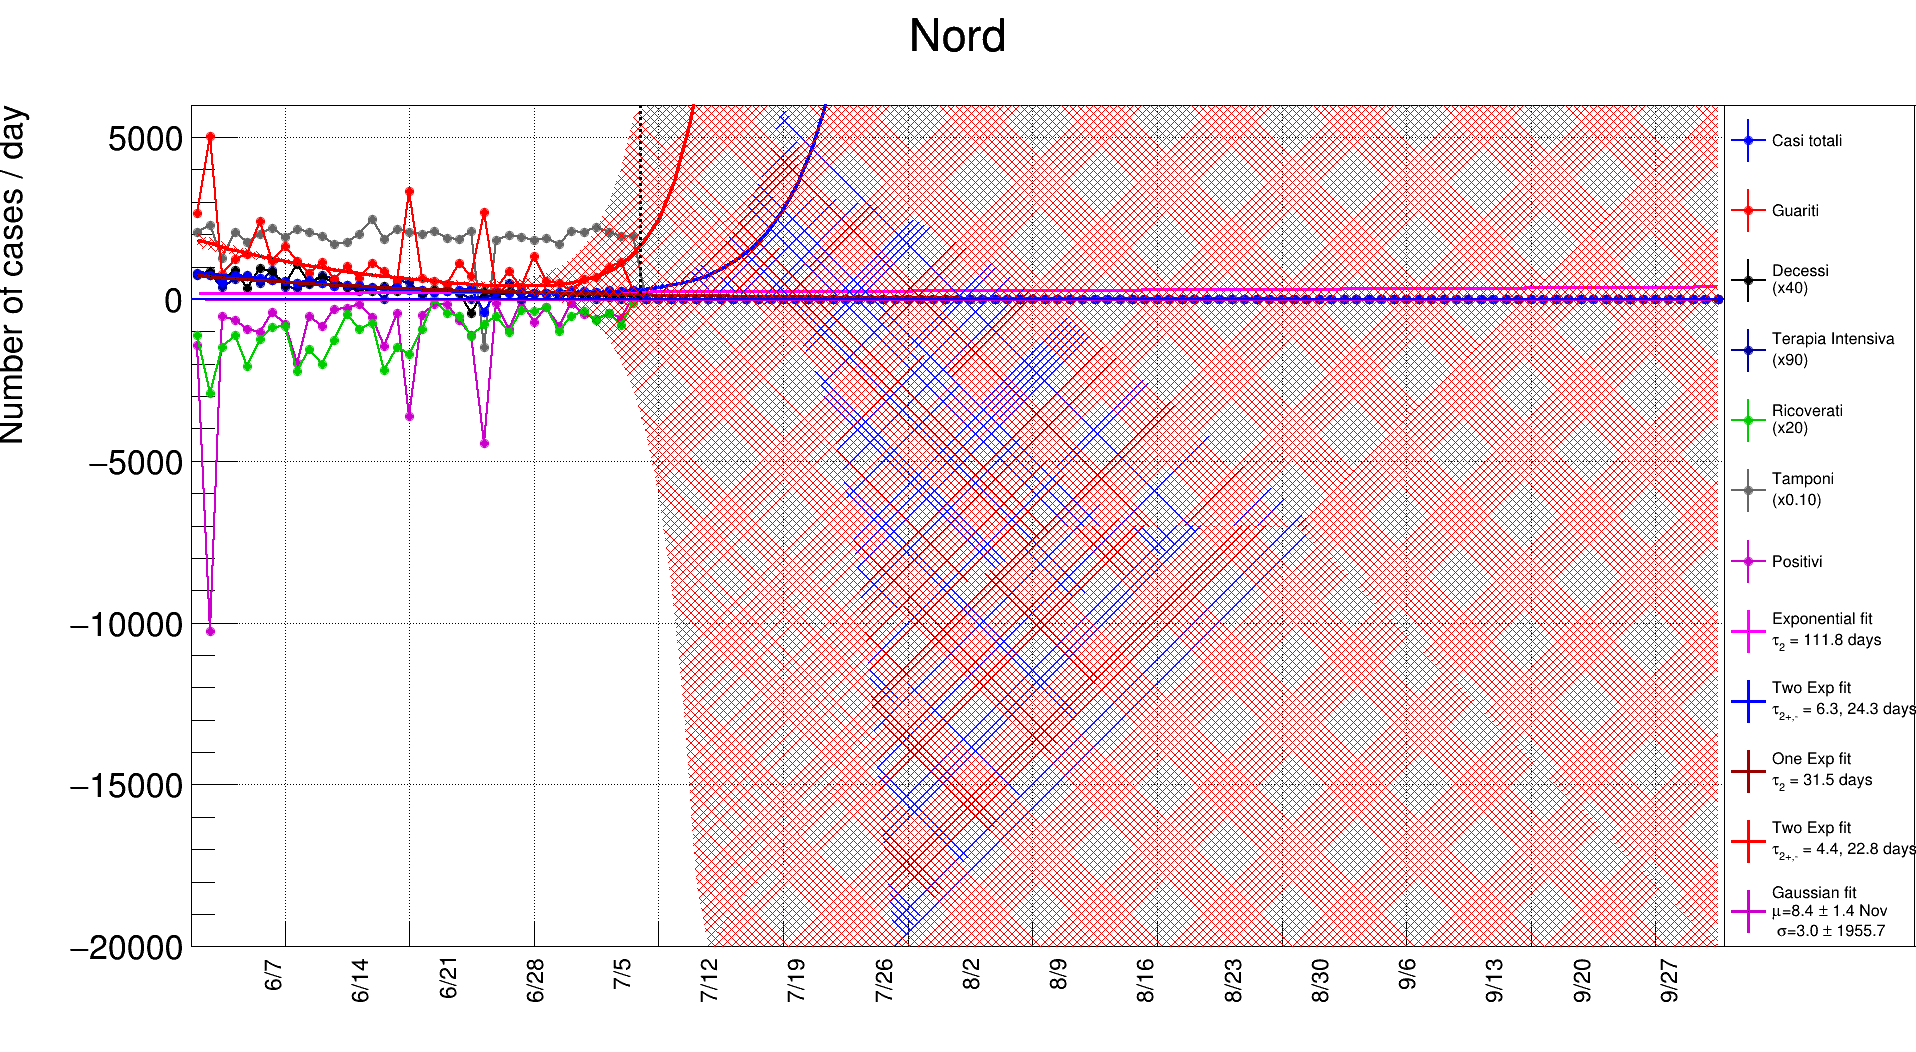 Nord
Number of cases / day
5000
0
−5000
−10000
−15000
−20000
6/7
6/14
6/21
6/28
7/5
7/12
7/19
7/26
8/2
8/9
8/16
8/23
8/30
9/6
9/13
9/20
9/27
Casi totali
Guariti
Decessi
(x40)
Terapia Intensiva
(x90)
Ricoverati
(x20)
Tamponi
(x0.10)
Positivi
Exponential fit
τ2 = 111.8 days
Two Exp fit
τ2+,- = 6.3, 24.3 days
One Exp fit
τ2 = 31.5 days
Two Exp fit
τ2+,- = 4.4, 22.8 days
Gaussian fit
μ=8.4 ± 1.4 Nov
σ=3.0 ± 1955.7